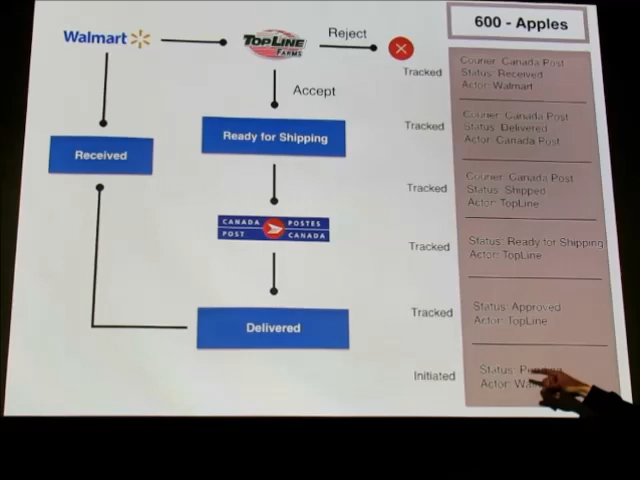 600 - Apples
Walmart
TOPLINE
FARMS
Reject
Accept
Received
Ready for Shipping
CANADA POSTES
POST CANADA
Delivered
Tracked
Courier: Canada Post
Status: Received
Actor: Walmart
Tracked
Courier: Canada Post
Status: Delivered
Actor: Canada Post
Tracked
Courier: Canada Post
Status: Shipped
Actor: TopLine
Tracked
Status: Ready for Shipping
Actor: TopLine
Tracked
Status: Approved
Actor: TopLine
Initiated
Status:
Actor: